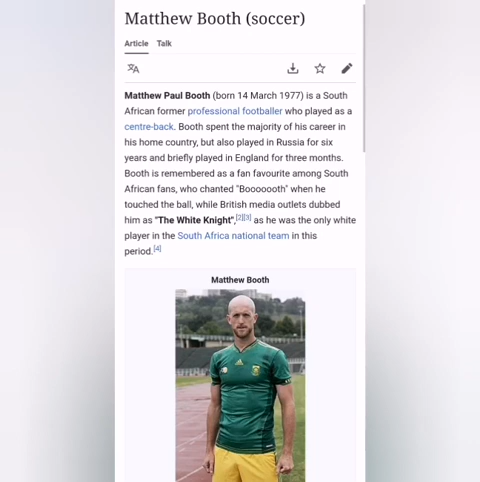 Matthew Booth (soccer)
Article Talk
Matthew Paul Booth (born 14 March 1977) is a South
African former professional footballer who played as a
centre-back. Booth spent the majority of his career in
his home country, but also played in Russia for six
years and briefly played in England for three months.
Booth is remembered as a fan favourite among South
African fans, who chanted "Booooooth" when he
touched the ball, while British media outlets dubbed
him as "The White Knight",[2][3] as he was the only white
player in the South Africa national team in this
period.[4]
Matthew Booth